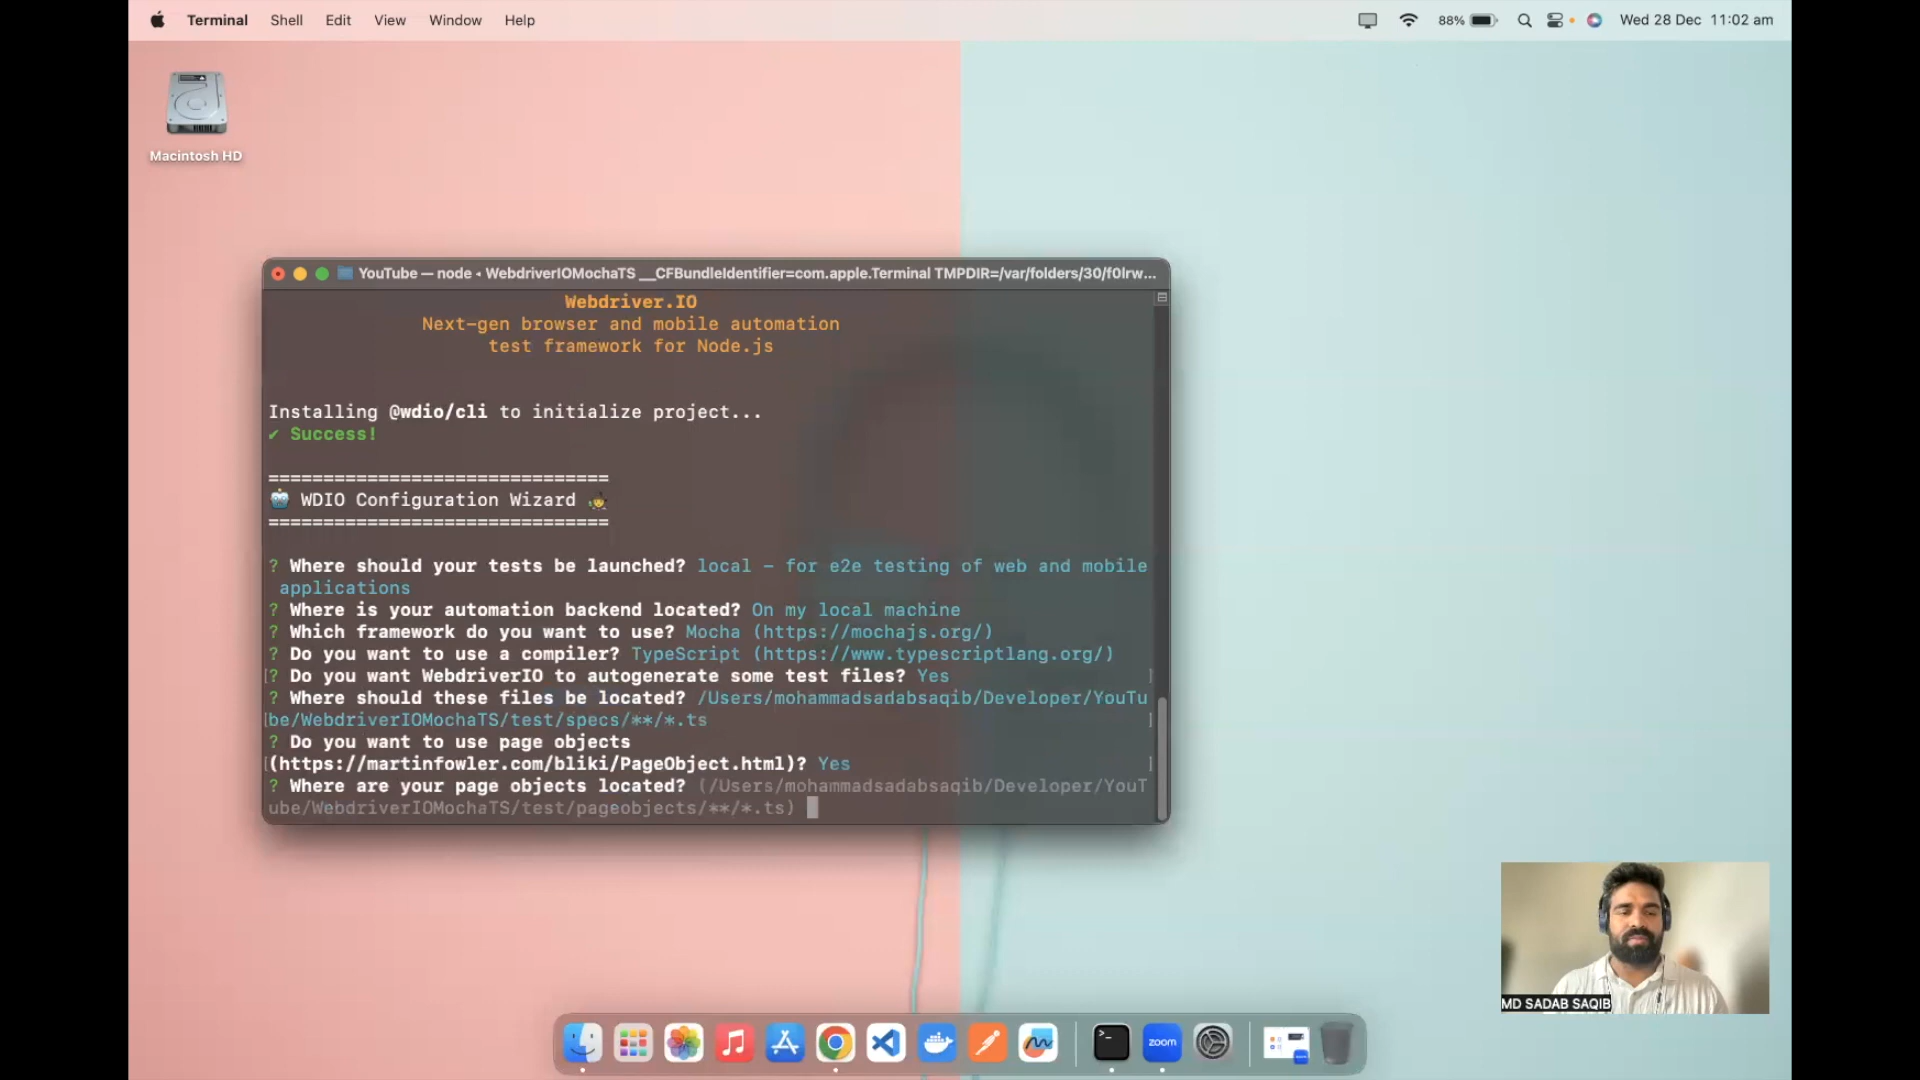 Terminal Shell Edit View Window Help 88% Wed 28 Dec 11:02 am
Macintosh HD
YouTube — node ◂ WebdriverIOMochaTS __CFBundleIdentifier=com.apple.Terminal TMPDIR=/var/folders/30/f0lrw...
Webdriver.IO
Next-gen browser and mobile automation
test framework for Node.js
Installing @wdio/cli to initialize project...
✔ Success!
===============================
🤖 WDIO Configuration Wizard 🧙
===============================
? Where should your tests be launched? local – for e2e testing of web and mobile
applications
? Where is your automation backend located? On my local machine
? Which framework do you want to use? Mocha (https://mochajs.org/)
? Do you want to use a compiler? TypeScript (https://www.typescriptlang.org/)
[? Do you want WebdriverIO to autogenerate some test files? Yes ]
? Where should these files be located? /Users/mohammadsadabsaqib/Developer/YouTu
[be/WebdriverIOMochaTS/test/specs/**/*.ts ]
? Do you want to use page objects
[(https://martinfowler.com/bliki/PageObject.html)? Yes ]
? Where are your page objects located? (/Users/mohammadsadabsaqib/Developer/YouT
ube/WebdriverIOMochaTS/test/pageobjects/**/*.ts)
MD SADAB SAQIB
zoom